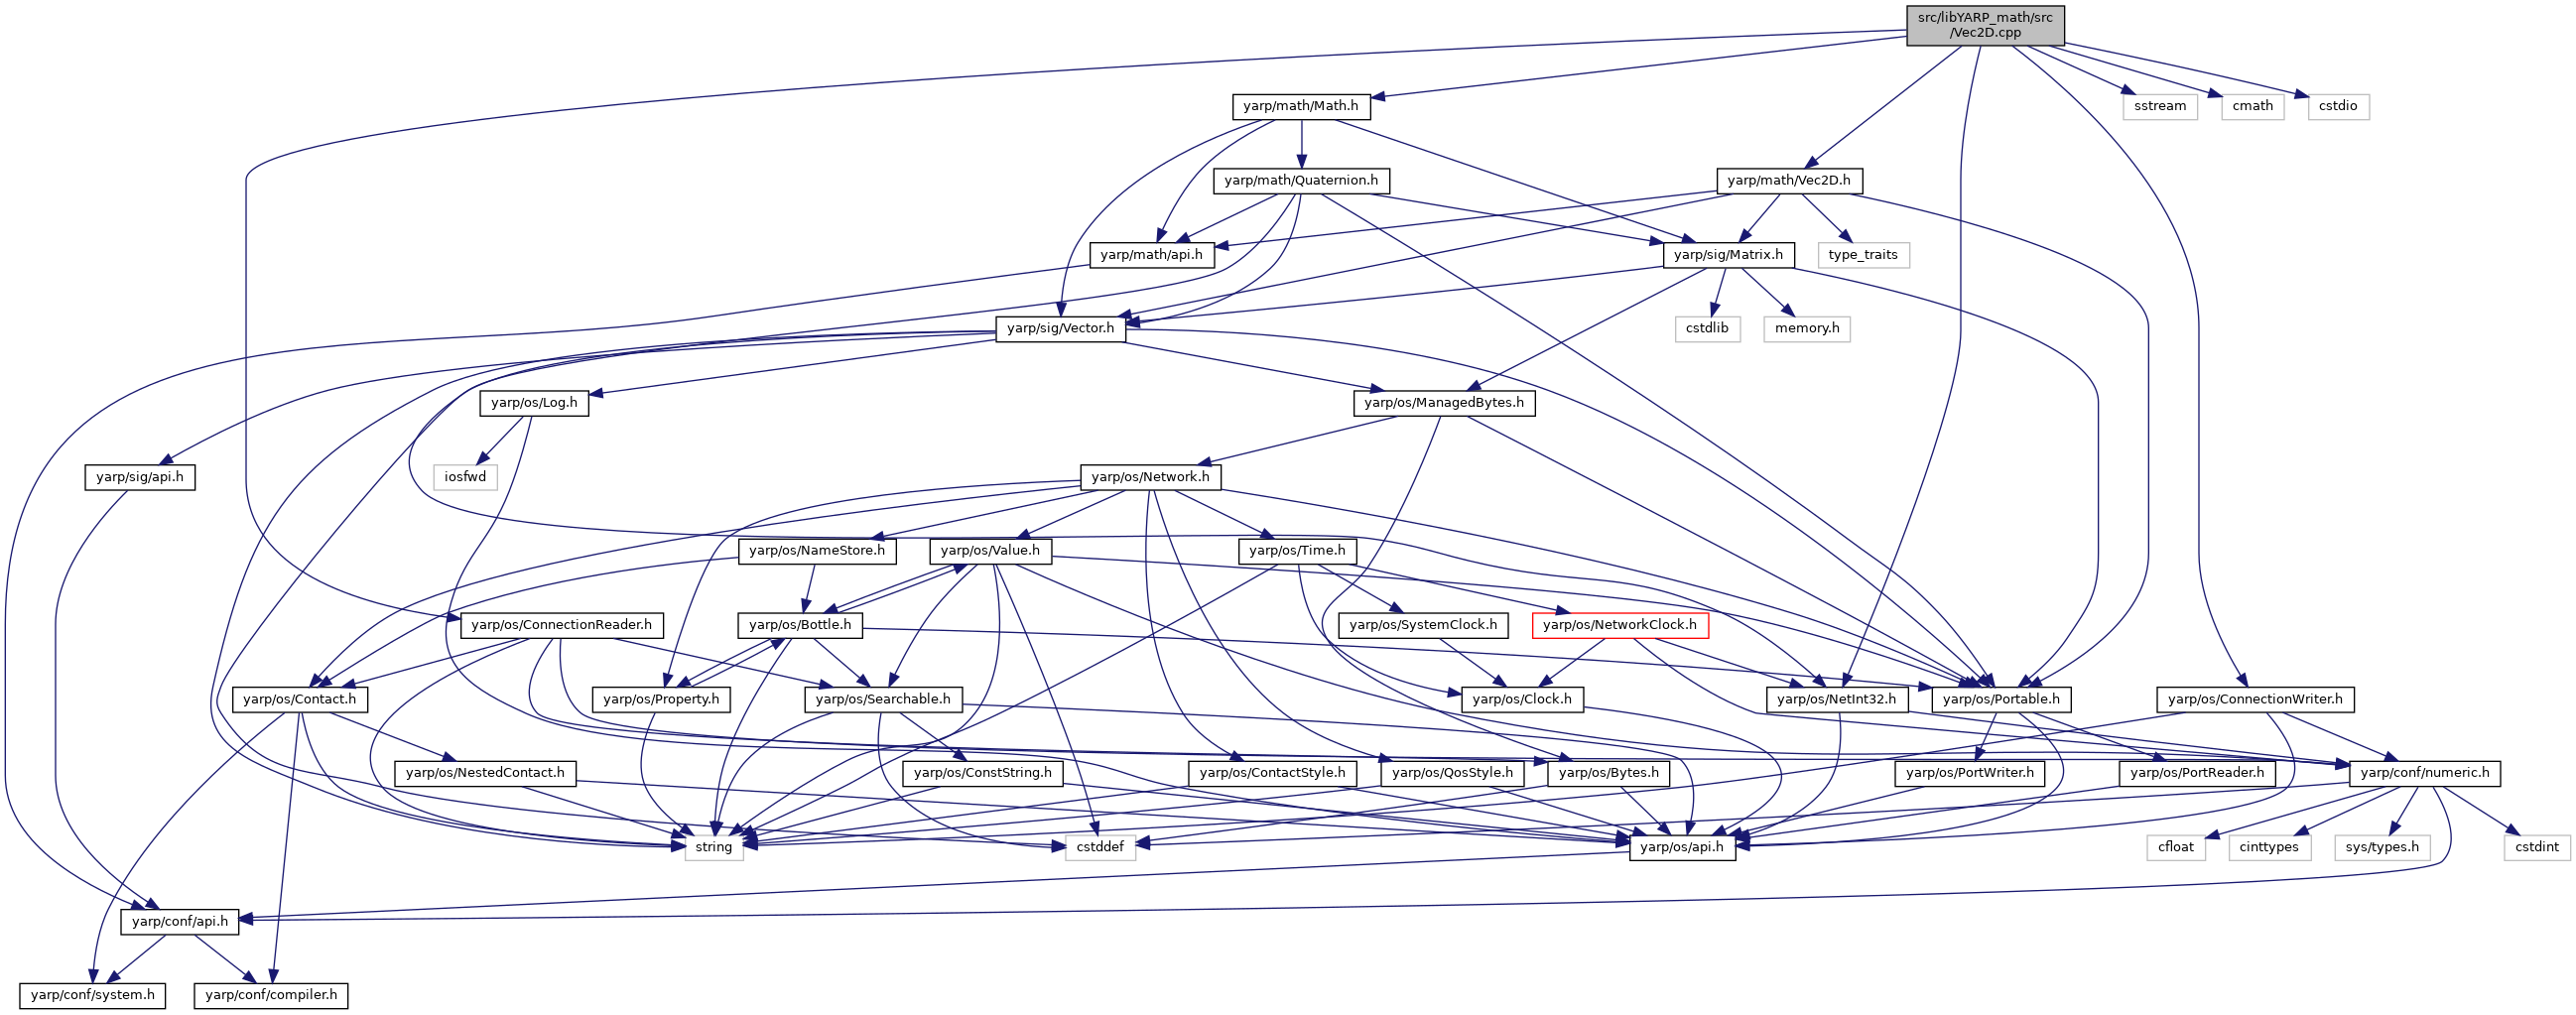 src/libYARP_math/src
/Vec2D.cpp
yarp/math/Math.h
sstream
cmath
cstdio
yarp/math/Quaternion.h
yarp/math/Vec2D.h
yarp/math/api.h
yarp/sig/Matrix.h
type_traits
yarp/sig/Vector.h
cstdlib
memory.h
yarp/os/Log.h
yarp/os/ManagedBytes.h
yarp/sig/api.h
iosfwd
yarp/os/Network.h
yarp/os/NameStore.h
yarp/os/Value.h
yarp/os/Time.h
yarp/os/ConnectionReader.h
yarp/os/Bottle.h
yarp/os/SystemClock.h
yarp/os/NetworkClock.h
yarp/os/Contact.h
yarp/os/Property.h
yarp/os/Searchable.h
yarp/os/Clock.h
yarp/os/NetInt32.h
yarp/os/Portable.h
yarp/os/ConnectionWriter.h
yarp/os/NestedContact.h
yarp/os/ConstString.h
yarp/os/ContactStyle.h
yarp/os/QosStyle.h
yarp/os/Bytes.h
yarp/os/PortWriter.h
yarp/os/PortReader.h
yarp/conf/numeric.h
string
cstddef
yarp/os/api.h
cfloat
cinttypes
sys/types.h
cstdint
yarp/conf/api.h
yarp/conf/system.h
yarp/conf/compiler.h